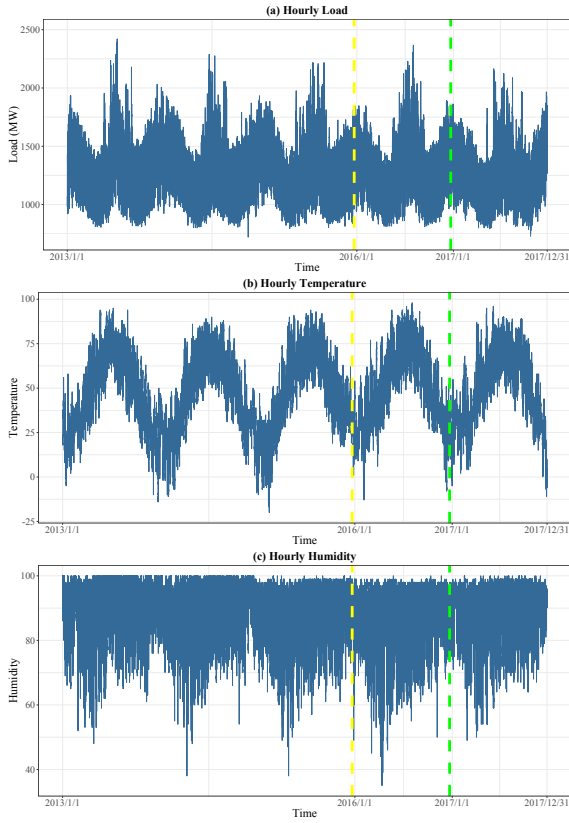 (a) Hourly Load
2500
2000
1500
1000
Load (MW)
2013/1/1
2016/1/1
2017/1/1
2017/12/31
Time
(b) Hourly Temperature
100
75
50
25
0
-25
Temperature
2013/1/1
2016/1/1
2017/1/1
2017/12/31
Time
(c) Hourly Humidity
100
80
60
40
Humidity
2013/1/1
2016/1/1
2017/1/1
2017/12/31
Time